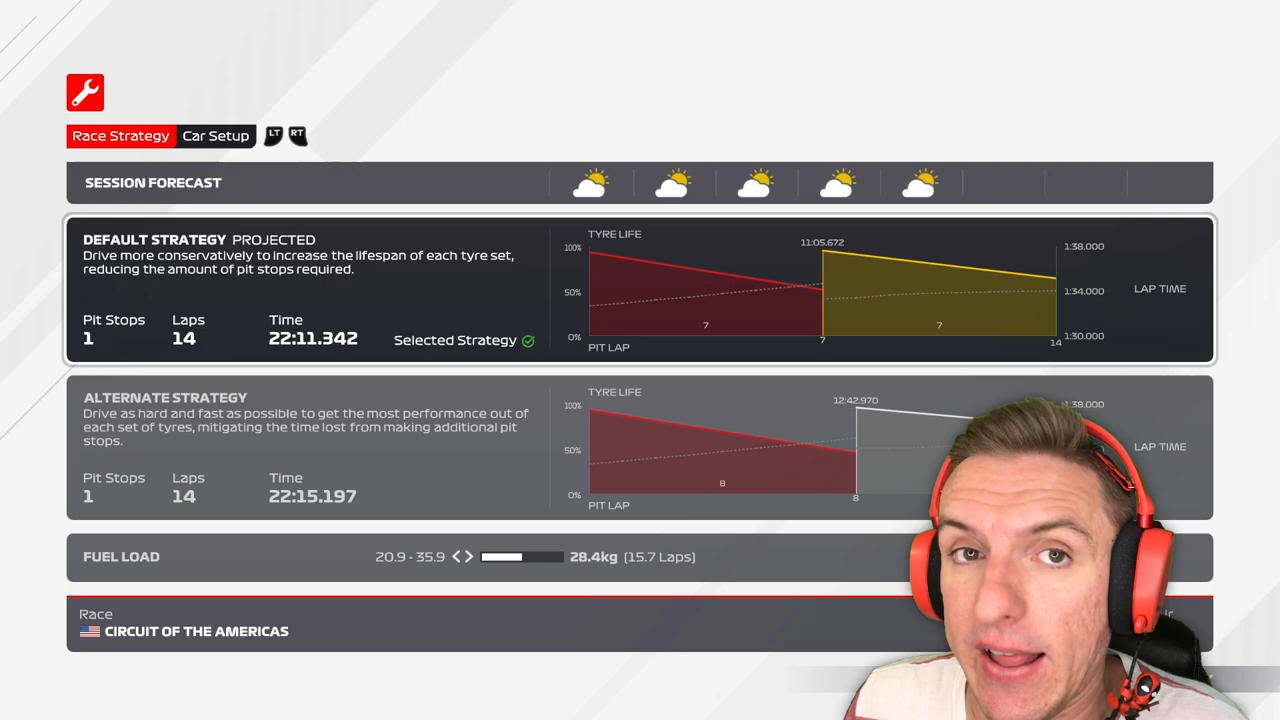 Race Strategy Car Setup LT RT
SESSION FORECAST
DEFAULT STRATEGY PROJECTED
Drive more conservatively to increase the lifespan of each tyre set,
reducing the amount of pit stops required.
Pit Stops Laps Time
1 14 22:11.342 Selected Strategy
TYRE LIFE 11:05.672
100% 1:38.000
50% 1:34.000 LAP TIME
7 7
0% 1:30.000
PIT LAP 7 14
ALTERNATE STRATEGY
Drive as hard and fast as possible to get the most performance out of
each set of tyres, mitigating the time lost from making additional pit
stops.
Pit Stops Laps Time
1 14 22:15.197
TYRE LIFE 12:42.970
100% 1:38.000
50% LAP TIME
8
0%
PIT LAP 8
FUEL LOAD 20.9 - 35.9 28.4kg (15.7 Laps)
Race
CIRCUIT OF THE AMERICAS